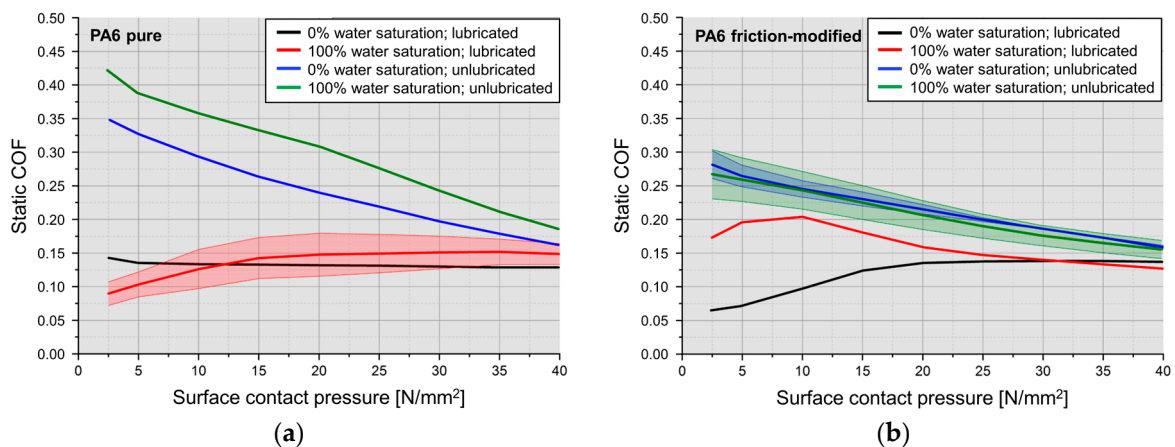 PA6 pure
0% water saturation; lubricated
100% water saturation; lubricated
0% water saturation; unlubricated
100% water saturation; unlubricated
Static COF
0.50
0.45
0.40
0.35
0.30
0.25
0.20
0.15
0.10
0.05
0.00
0 5 10 15 20 25 30 35 40
Surface contact pressure [N/mm²]
(a)
PA6 friction-modified
0% water saturation; lubricated
100% water saturation; lubricated
0% water saturation; unlubricated
100% water saturation; unlubricated
Static COF
0.50
0.45
0.40
0.35
0.30
0.25
0.20
0.15
0.10
0.05
0.00
0 5 10 15 20 25 30 35 40
Surface contact pressure [N/mm²]
(b)